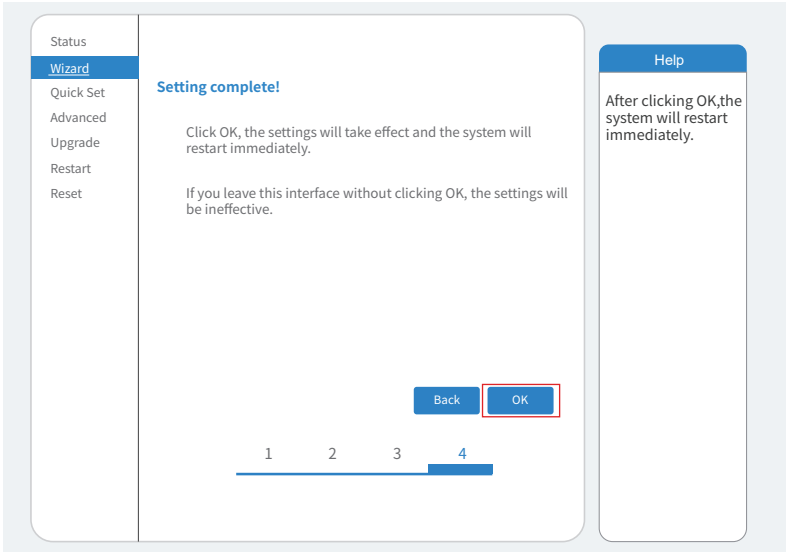 Status
Wizard
Quick Set
Advanced
Upgrade
Restart
Reset
Setting complete!
Click OK, the settings will take effect and the system will
restart immediately.
If you leave this interface without clicking OK, the settings will
be ineffective.
Back
OK
1 2 3 4
Help
After clicking OK,the
system will restart
immediately.